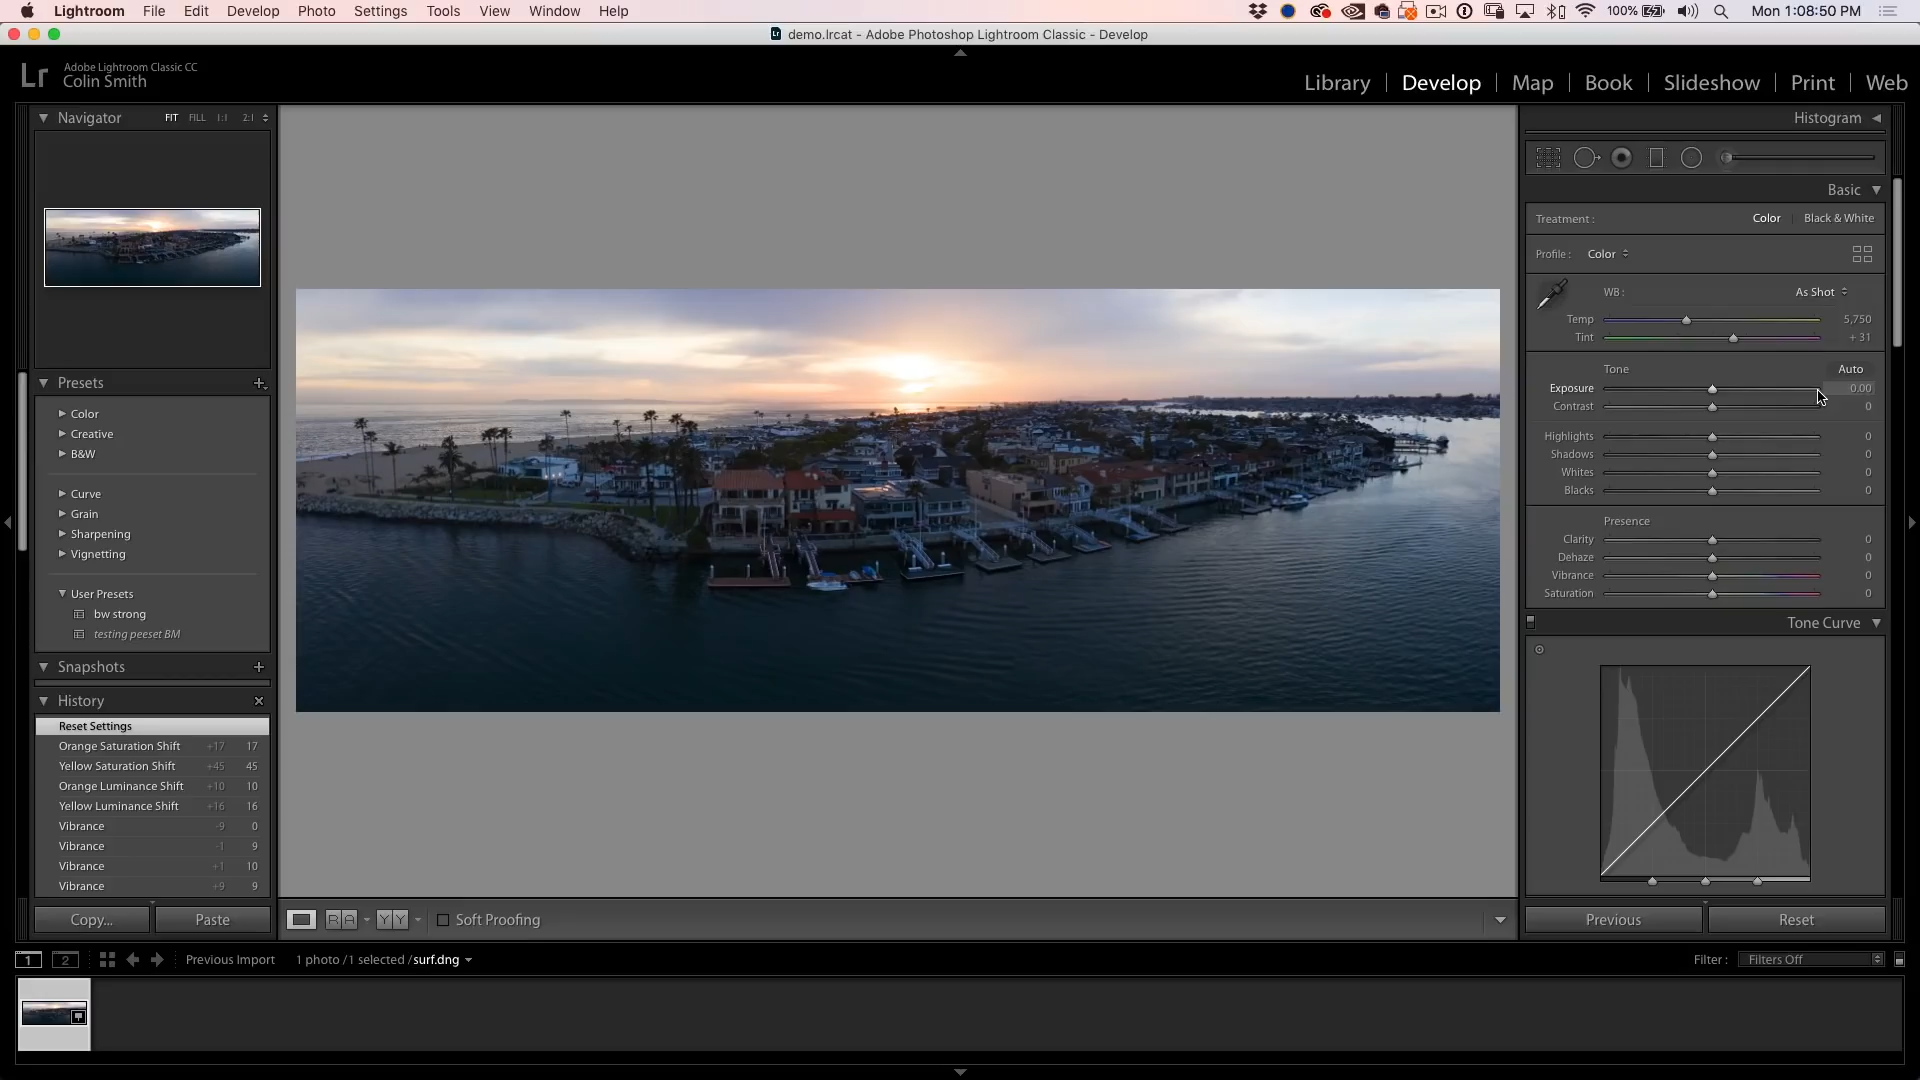 Lightroom File Edit Develop Photo Settings Tools View Window Help 100% Mon 1:08:50 PM
demo.lrcat - Adobe Photoshop Lightroom Classic - Develop
Lr Adobe Lightroom Classic CC
Colin Smith
Library | Develop | Map | Book | Slideshow | Print | Web
Navigator FIT FILL 1:1 2:1
Presets
Color
Creative
B&W
Curve
Grain
Sharpening
Vignetting
User Presets
bw strong
testing peeset BM
Snapshots
History
Reset Settings
Orange Saturation Shift +17 17
Yellow Saturation Shift +45 45
Orange Luminance Shift +10 10
Yellow Luminance Shift +16 16
Vibrance -9 0
Vibrance -1 9
Vibrance +1 10
Vibrance +9 9
Copy... Paste
R A Y Y Soft Proofing
Histogram
Basic
Treatment : Color | Black & White
Profile : Color
WB : As Shot
Temp 5,750
Tint + 31
Tone Auto
Exposure 0.00
Contrast 0
Highlights 0
Shadows 0
Whites 0
Blacks 0
Presence
Clarity 0
Dehaze 0
Vibrance 0
Saturation 0
Tone Curve
Previous Reset
1 2 Previous Import 1 photo / 1 selected / surf.dng Filter : Filters Off